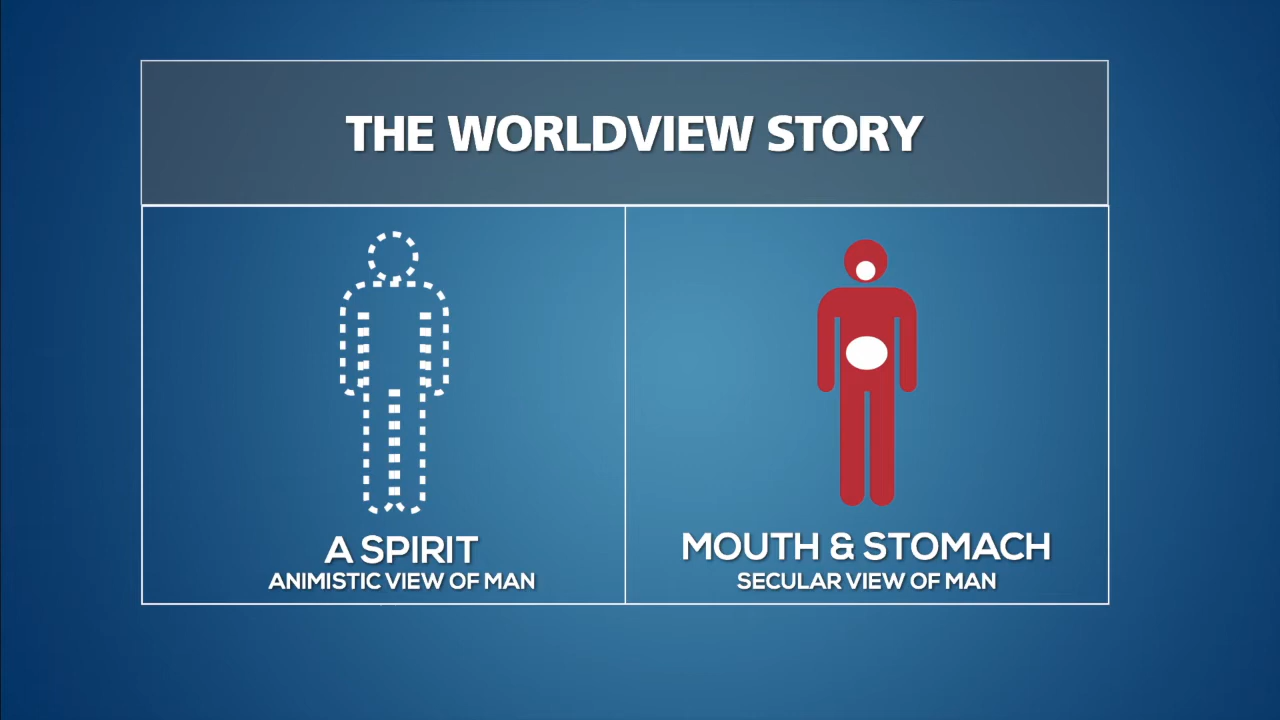 THE WORLDVIEW STORY
A SPIRIT
ANIMISTIC VIEW OF MAN
MOUTH & STOMACH
SECULAR VIEW OF MAN